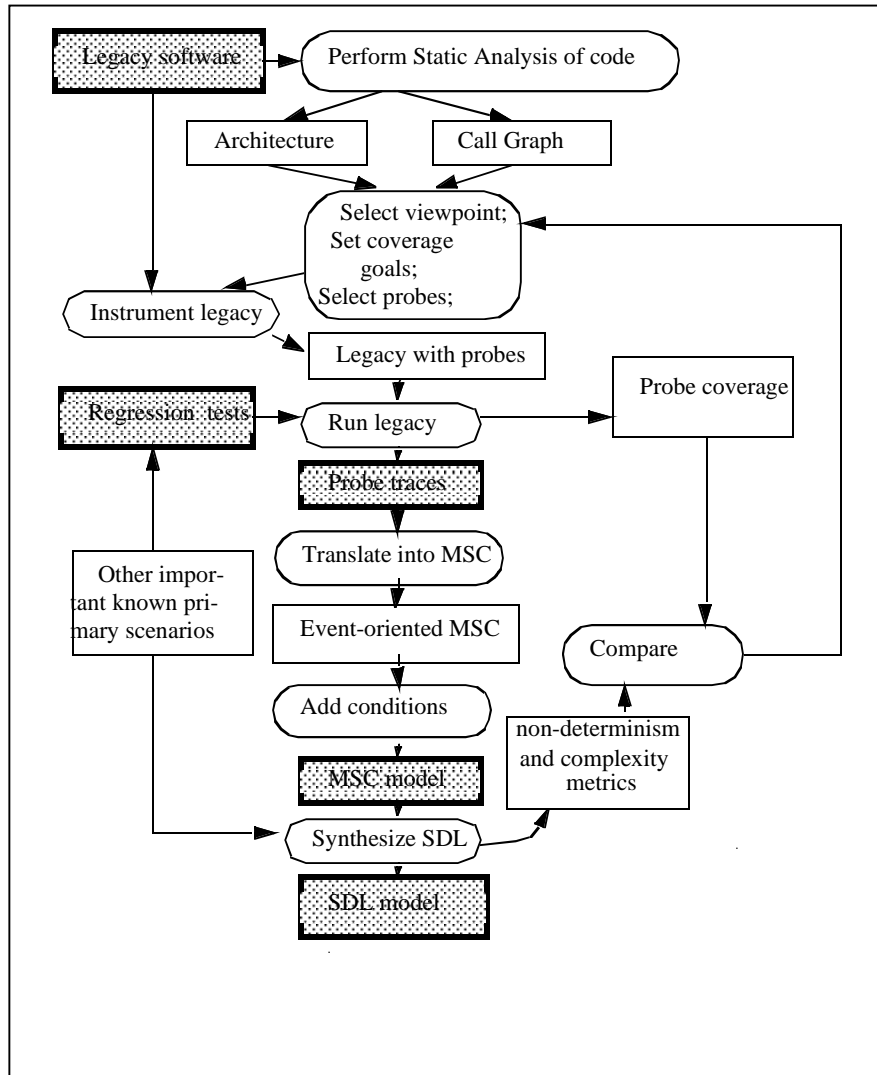 Legacy software
Perform Static Analysis of code
Architecture
Call Graph
Select viewpoint;
Set coverage
goals;
Select probes;
Instrument legacy
Legacy with probes
Probe coverage
Regression tests
Run legacy
Probe traces
Translate into MSC
Other impor-
tant known pri-
mary scenarios
Event-oriented MSC
Compare
Add conditions
non-determinism
and complexity
metrics
MSC model
Synthesize SDL
SDL model